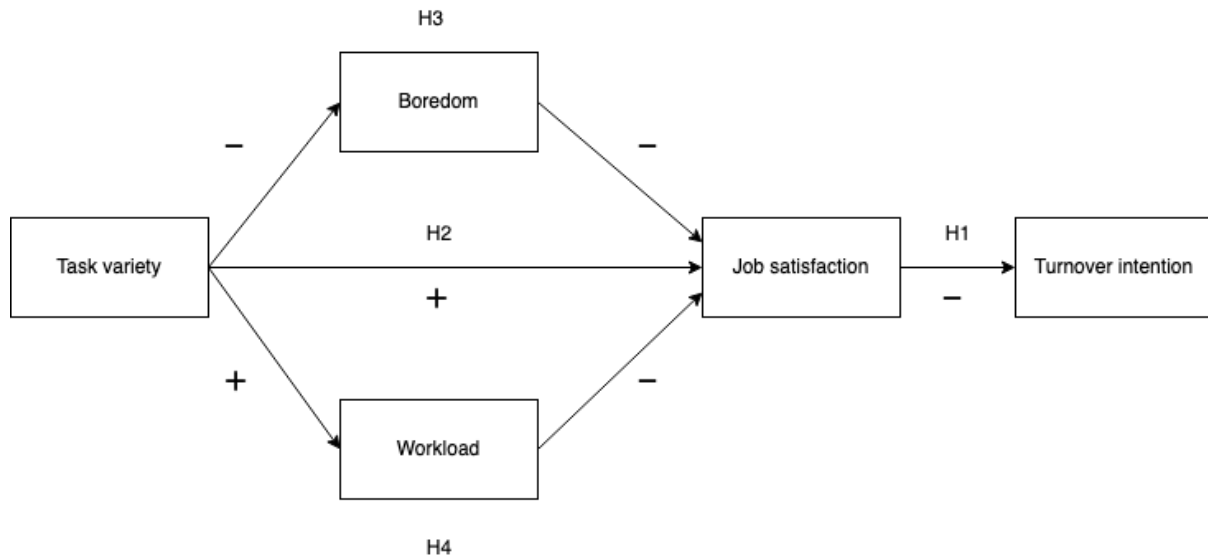 H3
Boredom
−
−
Task variety
H2
+
Job satisfaction
H1
−
Turnover intention
+
−
Workload
H4